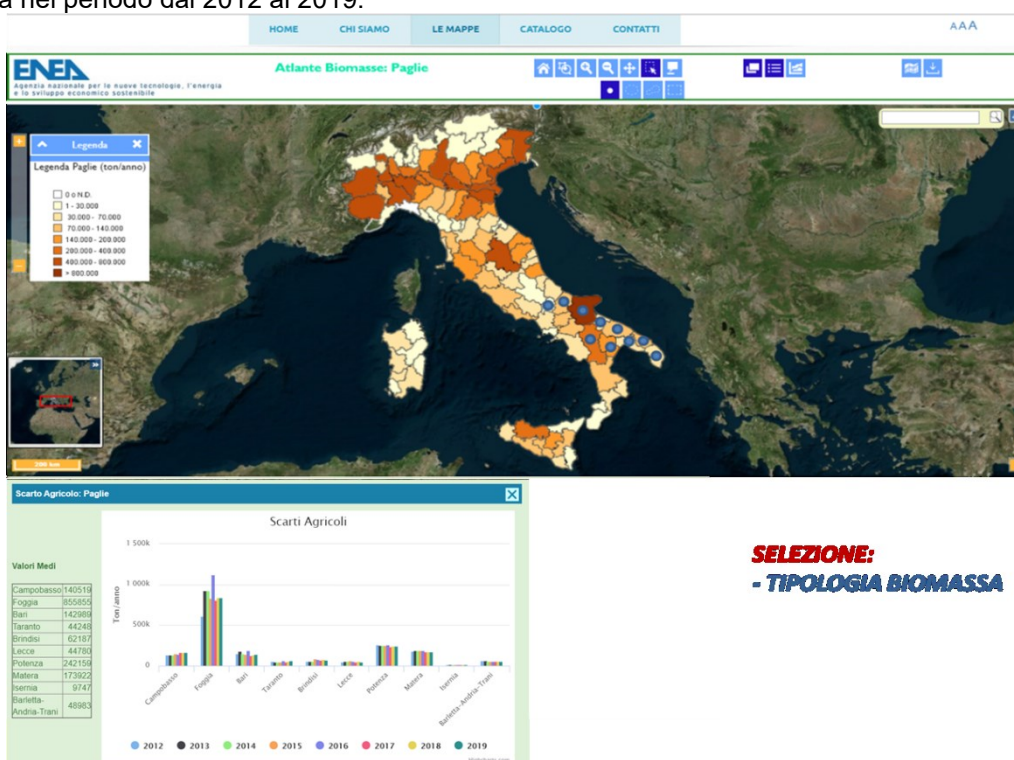 a nel periodo dal 2012 al 2019.
HOME CHI SIAMO LE MAPPE CATALOGO CONTATTI
AAA
ENEA
Agenzia nazionale per le nuove tecnologie, l'energia
e lo sviluppo economico sostenibile
Atlante Biomasse: Paglie
Legenda
Legenda Paglie (ton/anno)
0 o N.D.
1 - 30.000
30.000 - 70.000
70.000 - 140.000
140.000 - 200.000
200.000 - 400.000
400.000 - 800.000
> 800.000
200 km
Scarto Agricolo: Paglie
Scarti Agricoli
Valori Medi
Campobasso 140519
Foggia 855855
Bari 142989
Taranto 44248
Brindisi 62187
Lecce 44780
Potenza 242159
Matera 173922
Isernia 9747
Barletta-
Andria-Trani 48983
Ton/anno
1 500k
1 000k
500k
0
Campobasso
Foggia
Bari
Taranto
Brindisi
Lecce
Potenza
Matera
Isernia
Barletta-Andria-Trani
2012 2013 2014 2015 2016 2017 2018 2019
SELEZIONE:
- TIPOLOGIA BIOMASSA